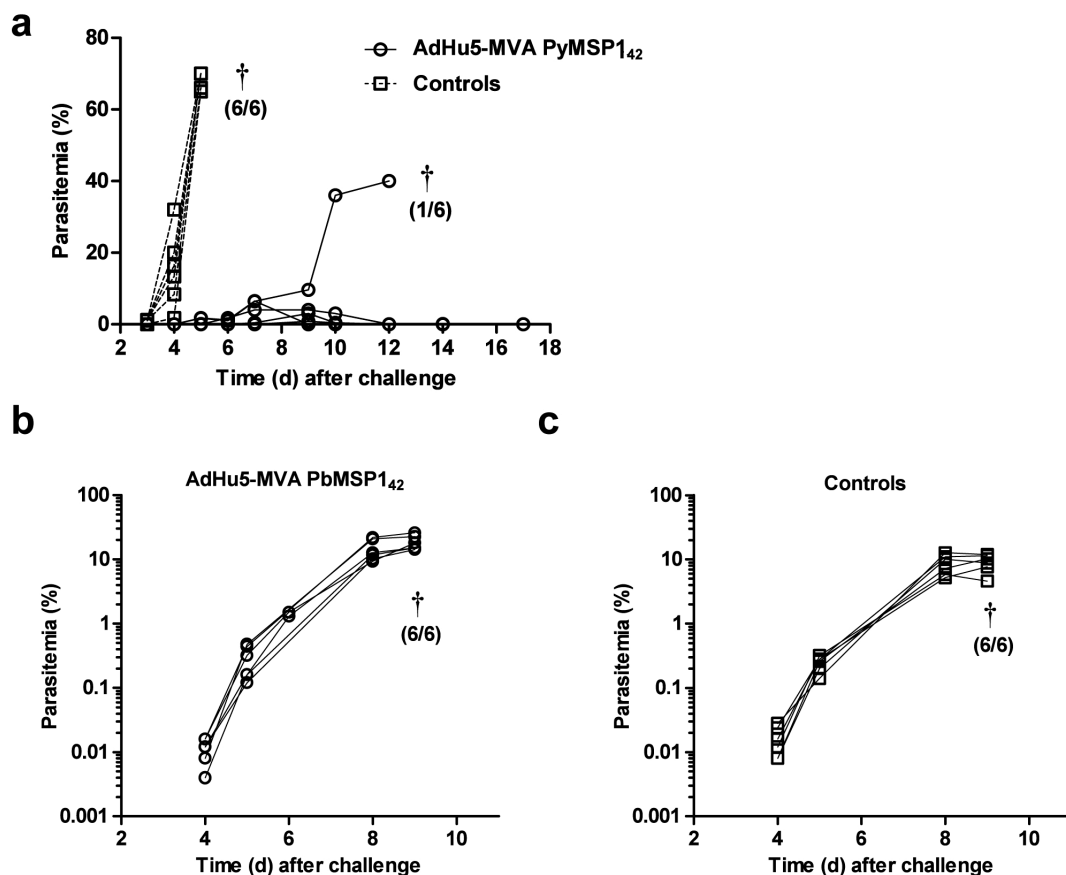 a
80
60
40
20
0
Parasitemia (%)
AdHu5-MVA PyMSP1₄₂
Controls
†
(6/6)
†
(1/6)
2 4 6 8 10 12 14 16 18
Time (d) after challenge
b
AdHu5-MVA PbMSP1₄₂
100
10
1
0.1
0.01
0.001
Parasitemia (%)
†
(6/6)
2 4 6 8 10
Time (d) after challenge
c
Controls
100
10
1
0.1
0.01
0.001
Parasitemia (%)
†
(6/6)
2 4 6 8 10
Time (d) after challenge